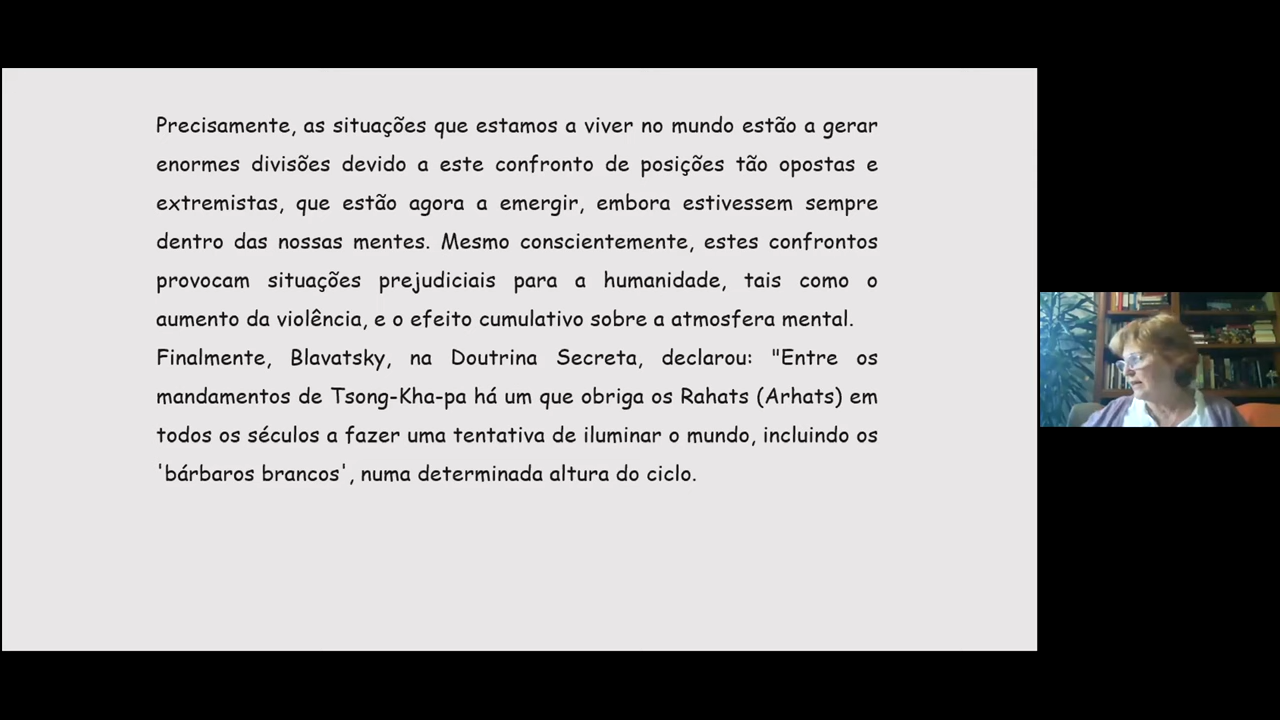 Precisamente, as situações que estamos a viver no mundo estão a gerar
enormes divisões devido a este confronto de posições tão opostas e
extremistas, que estão agora a emergir, embora estivessem sempre
dentro das nossas mentes. Mesmo conscientemente, estes confrontos
provocam situações prejudiciais para a humanidade, tais como o
aumento da violência, e o efeito cumulativo sobre a atmosfera mental.
Finalmente, Blavatsky, na Doutrina Secreta, declarou: "Entre os
mandamentos de Tsong-Kha-pa há um que obriga os Rahats (Arhats) em
todos os séculos a fazer uma tentativa de iluminar o mundo, incluindo os
'bárbaros brancos', numa determinada altura do ciclo.